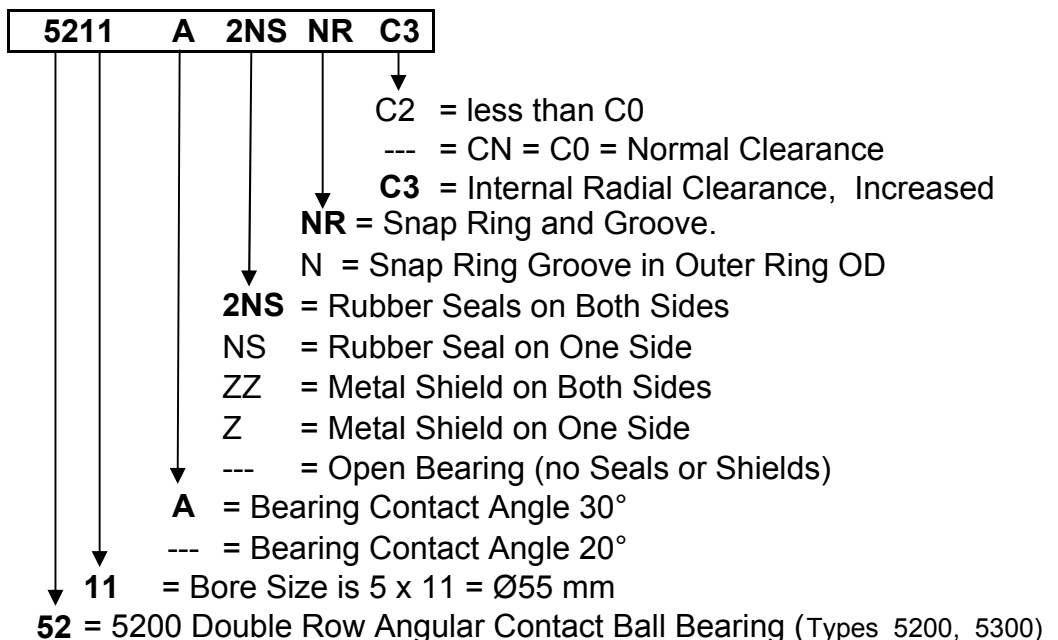 5211 A 2NS NR C3
C2 = less than C0
--- = CN = C0 = Normal Clearance
C3 = Internal Radial Clearance, Increased
NR = Snap Ring and Groove.
N = Snap Ring Groove in Outer Ring OD
2NS = Rubber Seals on Both Sides
NS = Rubber Seal on One Side
ZZ = Metal Shield on Both Sides
Z = Metal Shield on One Side
--- = Open Bearing (no Seals or Shields)
A = Bearing Contact Angle 30°
--- = Bearing Contact Angle 20°
11 = Bore Size is 5 x 11 = Ø55 mm
52 = 5200 Double Row Angular Contact Ball Bearing (Types 5200, 5300)